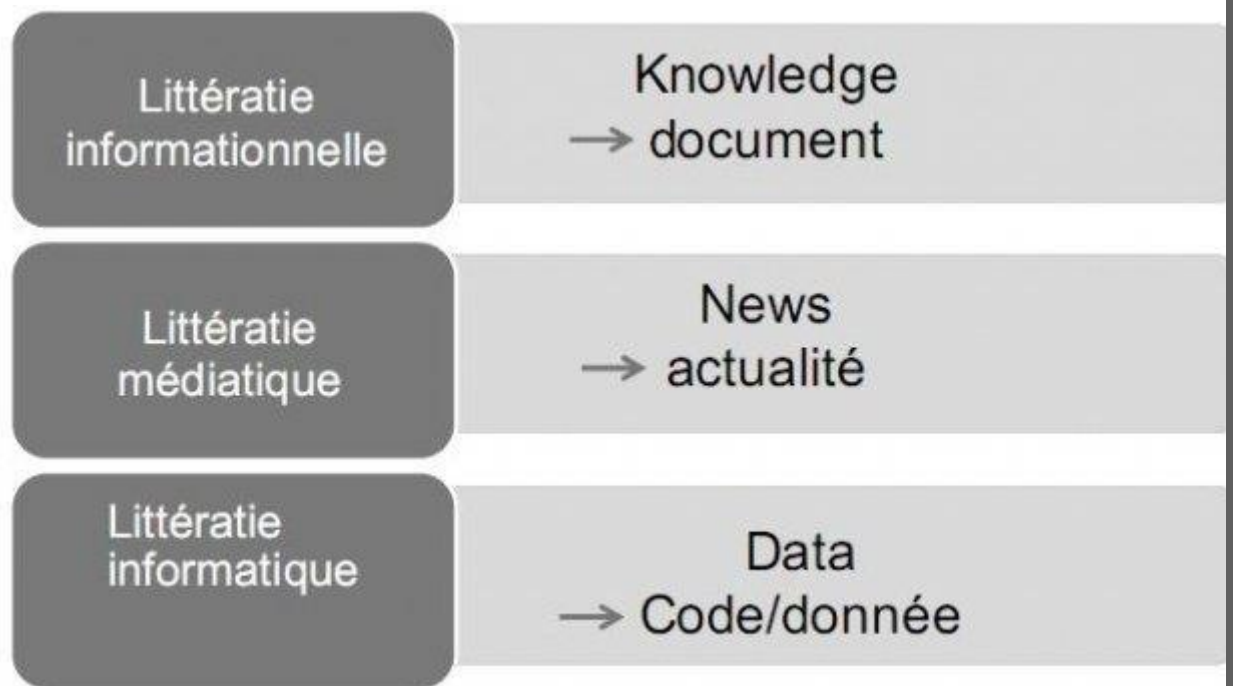 Littératie
informationnelle
Knowledge
→ document
Littératie
médiatique
News
→ actualité
Littératie
informatique
Data
→ Code/donnée